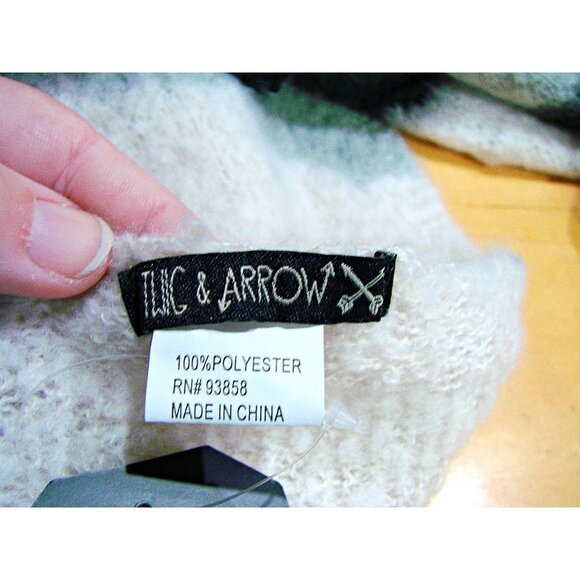 TWIG & ARROW
100%POLYESTER
RN# 93858
MADE IN CHINA